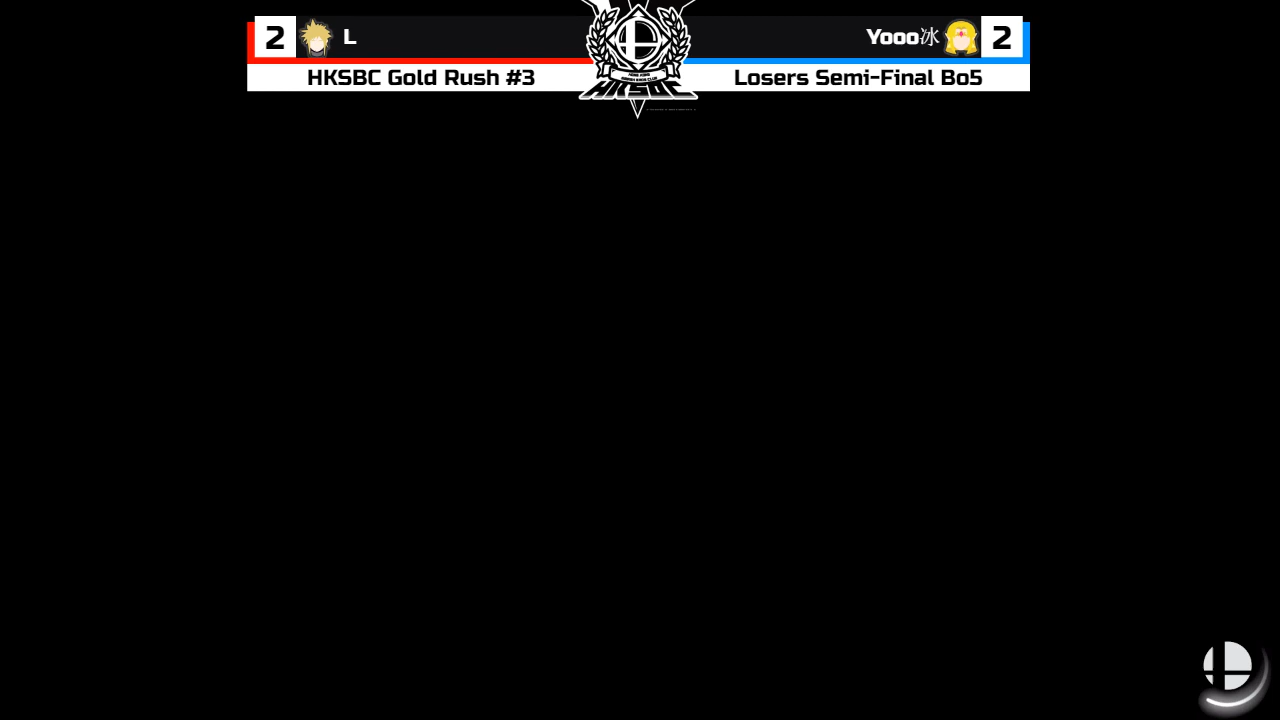 2 L
Yooo冰 2
HKSBC Gold Rush #3
Losers Semi-Final Bo5
HKSBC